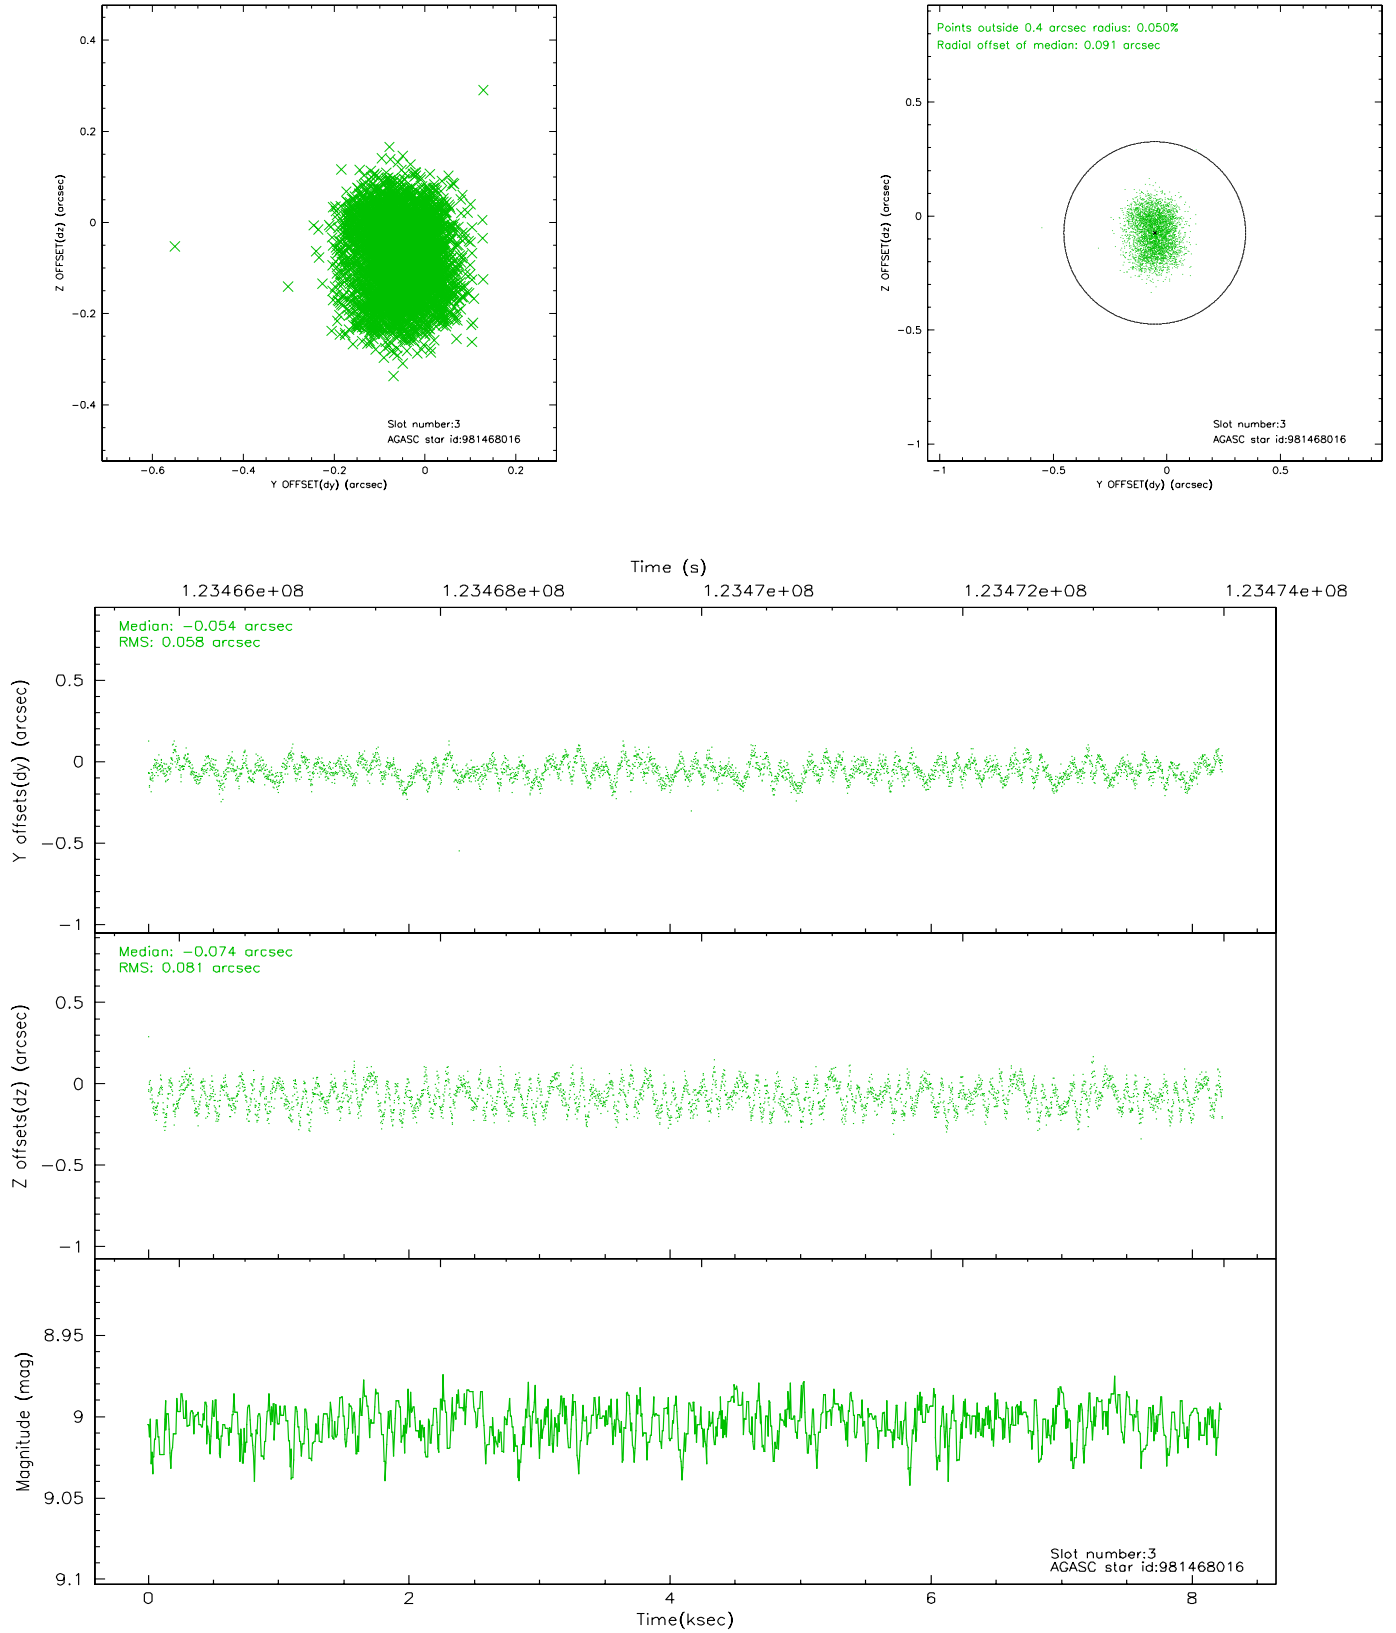 0.4
0.2
0
−0.2
−0.4
Z OFFSET(dz) (arcsec)
Slot number:3
AGASC star id:981468016
−0.6
−0.4
−0.2
0
0.2
Y OFFSET(dy) (arcsec)
Points outside 0.4 arcsec radius: 0.050%
Radial offset of median: 0.091 arcsec
0.5
0
−0.5
−1
Z OFFSET(dz) (arcsec)
Slot number:3
AGASC star id:981468016
−1
−0.5
0
0.5
Y OFFSET(dy) (arcsec)
Time (s)
1.23466e+08
1.23468e+08
1.2347e+08
1.23472e+08
1.23474e+08
Median: −0.054 arcsec
RMS: 0.058 arcsec
0.5
0
−0.5
−1
Y offsets(dy) (arcsec)
Median: −0.074 arcsec
RMS: 0.081 arcsec
0.5
0
−0.5
−1
Z offsets(dz) (arcsec)
8.95
9
9.05
9.1
Magnitude (mag)
Slot number:3
AGASC star id:981468016
0
2
4
6
8
Time(ksec)